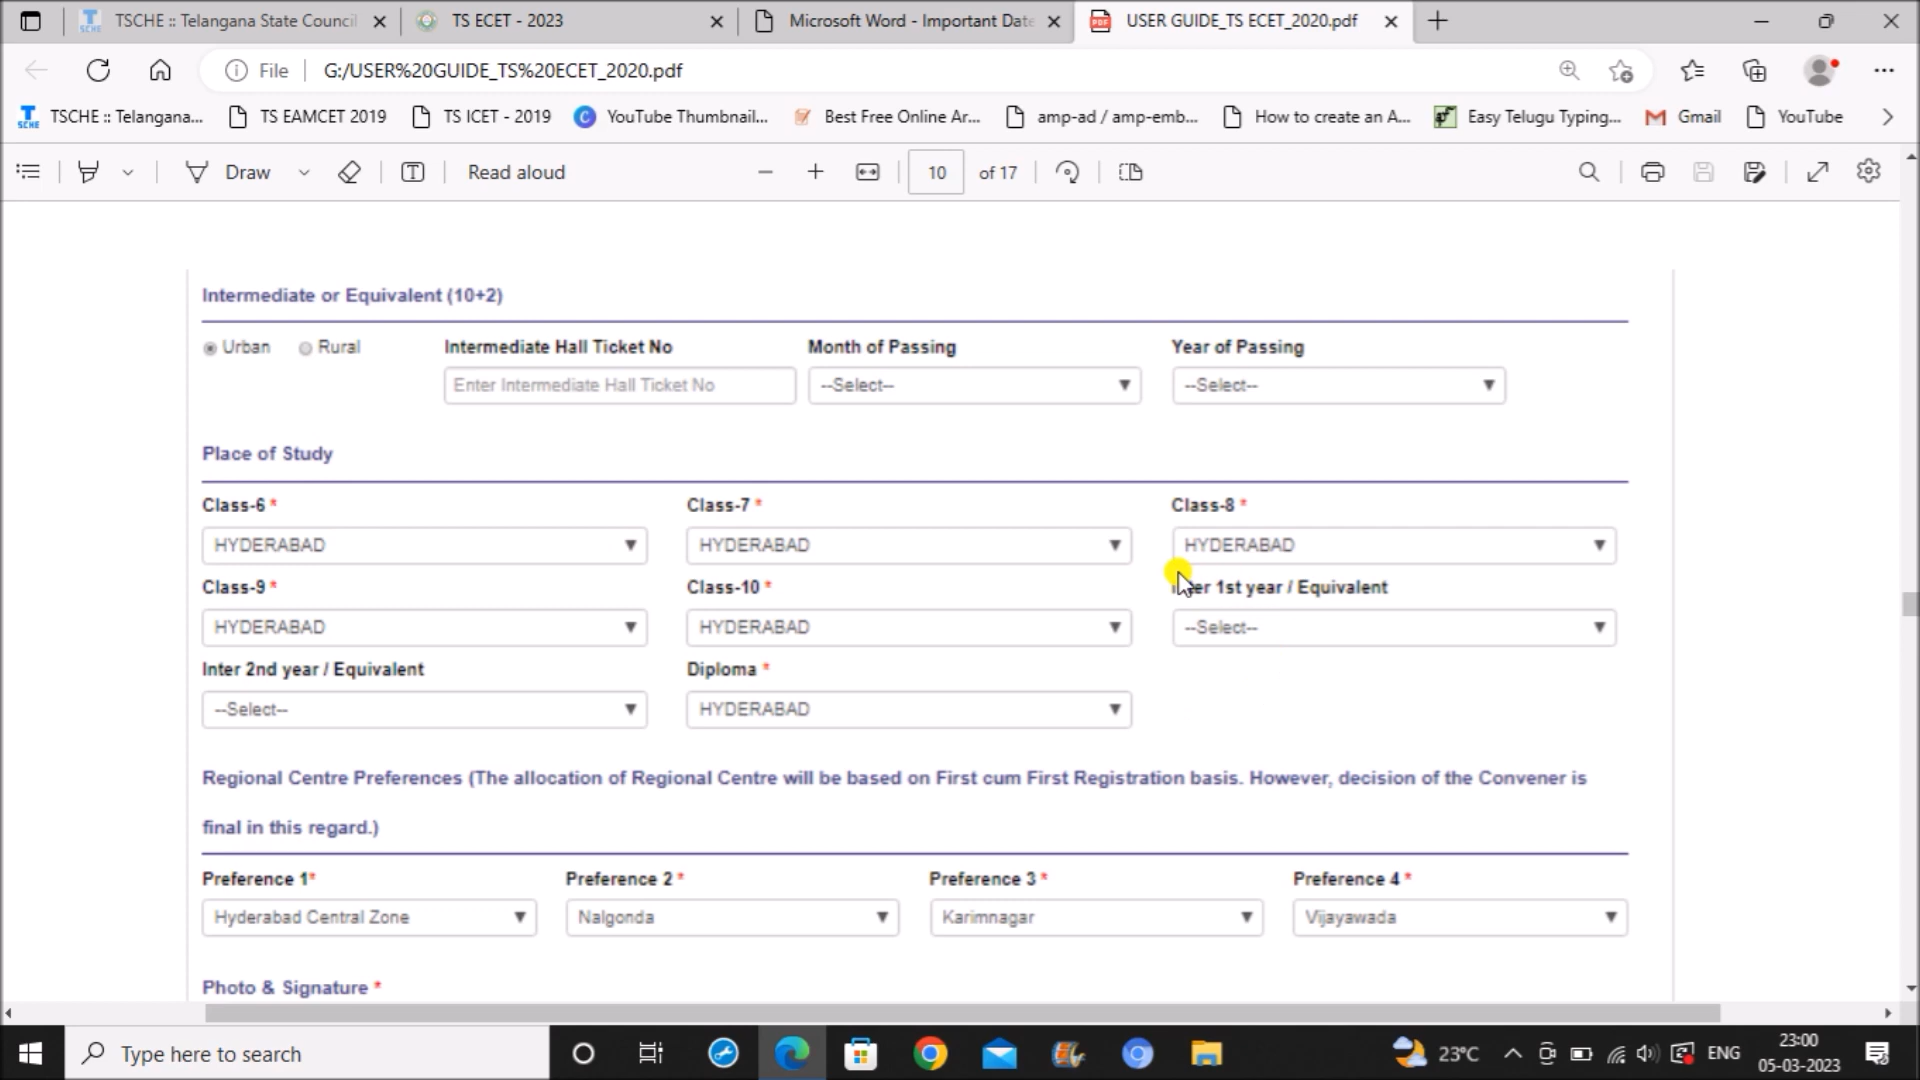 TSCHE :: Telangana State Council
TS ECET - 2023
Microsoft Word - Important Date
USER GUIDE_TS ECET_2020.pdf
File
G:/USER%20GUIDE_TS%20ECET_2020.pdf
TSCHE :: Telangana...
TS EAMCET 2019
TS ICET - 2019
YouTube Thumbnail...
Best Free Online Ar...
amp-ad / amp-emb...
How to create an A...
Easy Telugu Typing...
Gmail
YouTube
Draw
Read aloud
10 of 17
Intermediate or Equivalent (10+2)
Urban Rural Intermediate Hall Ticket No Month of Passing Year of Passing
Enter Intermediate Hall Ticket No --Select-- --Select--
Place of Study
Class-6 * Class-7 * Class-8 *
HYDERABAD HYDERABAD HYDERABAD
Class-9 * Class-10 * 1st year / Equivalent
HYDERABAD HYDERABAD --Select--
Inter 2nd year / Equivalent Diploma *
--Select-- HYDERABAD
Regional Centre Preferences (The allocation of Regional Centre will be based on First cum First Registration basis. However, decision of the Convener is
final in this regard.)
Preference 1* Preference 2 * Preference 3 * Preference 4 *
Hyderabad Central Zone Nalgonda Karimnagar Vijayawada
Photo & Signature *
Type here to search
23°C
ENG
23:00
05-03-2023